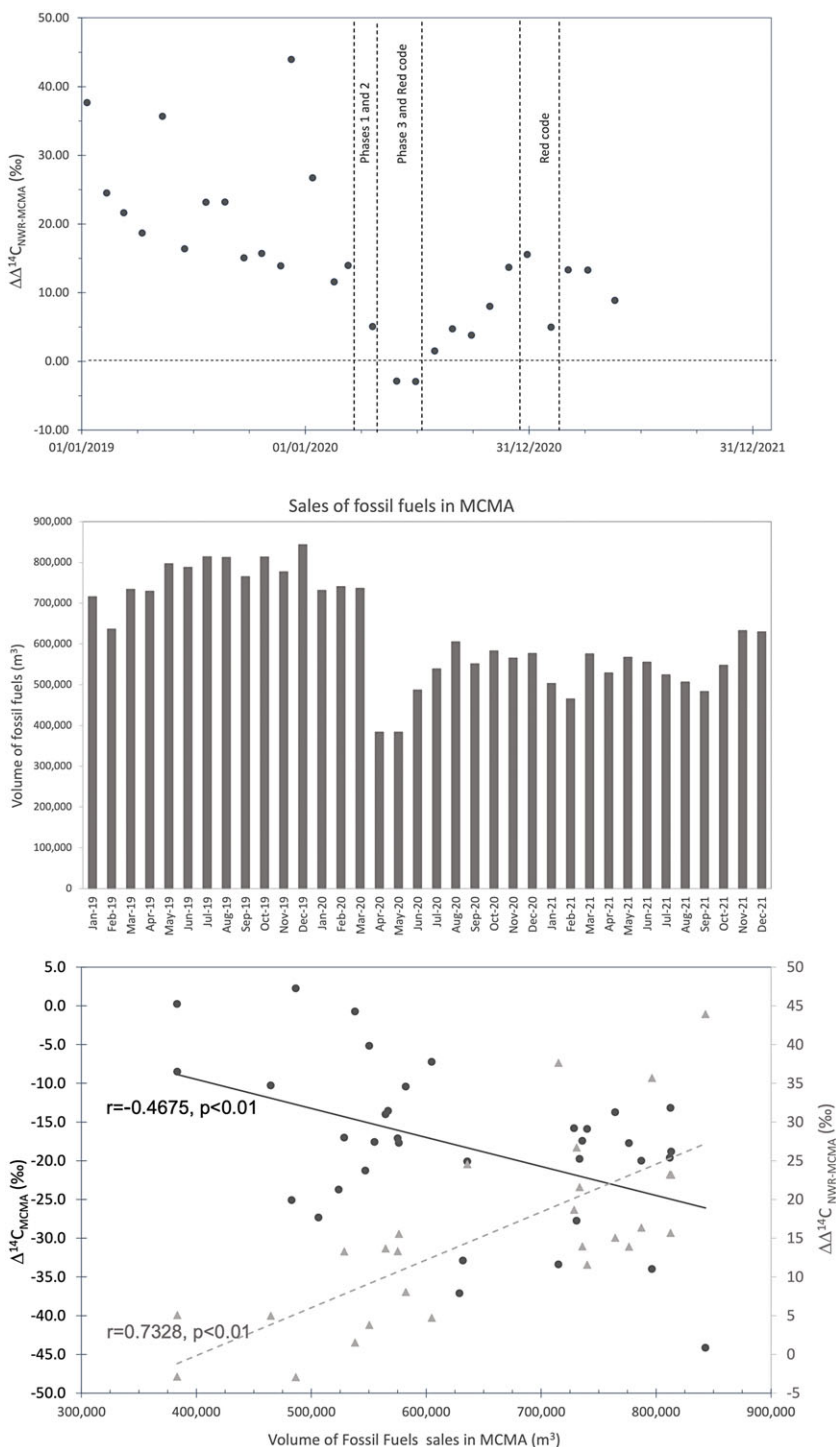 50.00
40.00
30.00
20.00
10.00
0.00
-10.00
ΔΔ¹⁴C NWR-MCMA (‰)
Phases 1 and 2
Phase 3 and Red code
Red code
01/01/2019
01/01/2020
31/12/2020
31/12/2021
Sales of fossil fuels in MCMA
900,000
800,000
700,000
600,000
500,000
400,000
300,000
200,000
100,000
0
Volume of fossil fuels (m³)
Jan-19
Feb-19
Mar-19
Apr-19
May-19
Jun-19
Jul-19
Aug-19
Sep-19
Oct-19
Nov-19
Dec-19
Jan-20
Feb-20
Mar-20
Apr-20
May-20
Jun-20
Jul-20
Aug-20
Sep-20
Oct-20
Nov-20
Dec-20
Jan-21
Feb-21
Mar-21
Apr-21
May-21
Jun-21
Jul-21
Aug-21
Sep-21
Oct-21
Nov-21
Dec-21
5.0
0.0
-5.0
-10.0
-15.0
-20.0
-25.0
-30.0
-35.0
-40.0
-45.0
-50.0
Δ¹⁴C MCMA (‰)
r=-0.4675, p<0.01
r=0.7328, p<0.01
50
45
40
35
30
25
20
15
10
5
0
-5
ΔΔ¹⁴C NWR-MCMA (‰)
300,000
400,000
500,000
600,000
700,000
800,000
900,000
Volume of Fossil Fuels sales in MCMA (m³)